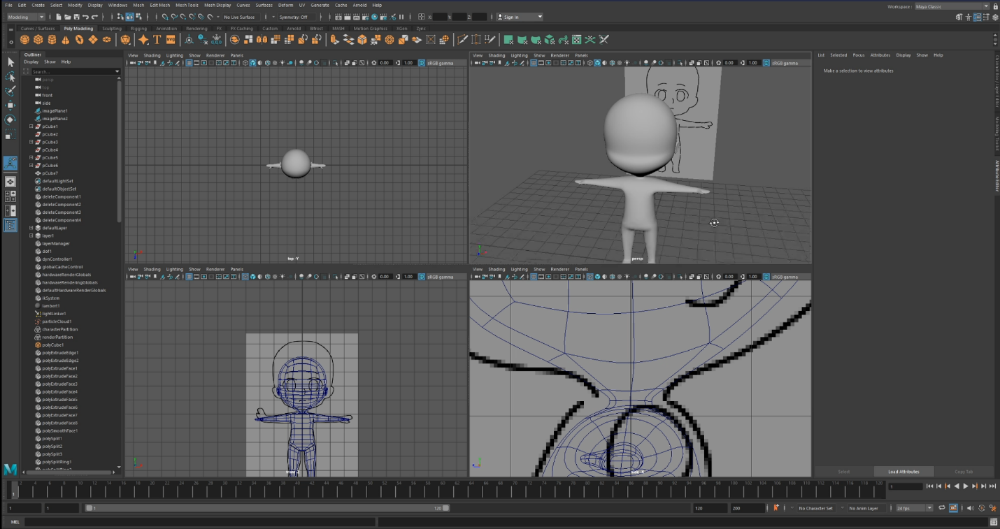 File Edit Create Select Modify Display Windows Mesh Edit Mesh Mesh Tools Mesh Display Curves Surfaces Deform UV Generate Cache Arnold Help
Workspace : Maya Classic
Modeling
No Live Surface
Symmetry: Off
X:
Y:
Z:
Sign In
Curves / Surfaces Poly Modeling Sculpting Rigging Animation Rendering FX FX Caching Custom Arnold Bifrost MASH Motion Graphics XGen Zync
Outliner
Display Show Help
Search...
persp
top
front
side
imagePlane1
imagePlane2
pCube1
pCube2
pCube3
pCube4
pCube5
pCube6
pCube7
defaultLightSet
defaultObjectSet
deleteComponent1
deleteComponent2
deleteComponent3
deleteComponent4
defaultLayer
layer1
layerManager
dof1
dynController1
globalCacheControl
hardwareRenderGlobals
hardwareRenderingGlobals
defaultHardwareRenderGlobals
ikSystem
lambert1
lightLinker1
particleCloud1
characterPartition
renderPartition
polyCube1
polyExtrudeEdge1
polyExtrudeEdge2
polyExtrudeFace1
polyExtrudeFace2
polyExtrudeFace3
polyExtrudeFace4
polyExtrudeFace5
polyExtrudeFace6
polyExtrudeFace7
polyExtrudeFace8
polySmoothFace1
polySplit1
polySplit2
polySplit3
polySplitRing1
View Shading Lighting Show Renderer Panels
0.00 1.00 sRGB gamma
top -Y
View Shading Lighting Show Renderer Panels
0.00 1.00 sRGB gamma
persp
View Shading Lighting Show Renderer Panels
0.00 1.00 sRGB gamma
View Shading Lighting Show Renderer Panels
0.00 1.00 sRGB gamma
side -X
List Selected Focus Attributes Display Show Help
Make a selection to view attributes
Modeling Toolkit
Attribute Editor
Select Load Attributes Copy Tab
2 4 6 8 10 12 14 16 18 20 22 24 26 28 30 32 34 36 38 40 42 44 46 48 50 52 54 56 58 60 62 64 66 68 70 72 74 76 78 80 82 84 86 88 90 92 94 96 98 100 102 104 106 108 110 112 114 116 118 120
1
1
1 1 1 120 120 200 No Character Set No Anim Layer 24 fps
MEL